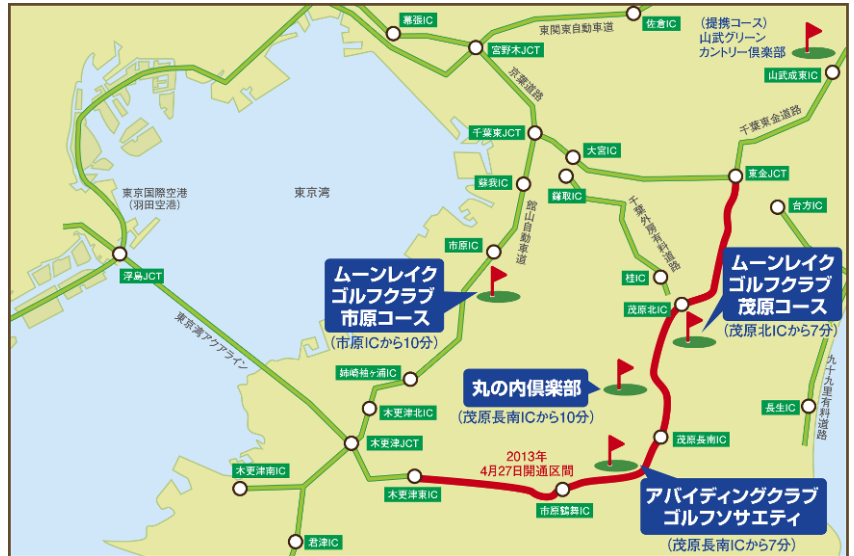 幕張IC
宮野木JCT
東関東自動車道
佐倉IC
(提携コース)
山武グリーン
カントリー倶楽部
山武成東IC
京葉道路
千葉東JCT
大宮IC
千葉東金道路
東金JCT
蘇我IC
鎌取IC
台方IC
東京国際空港
(羽田空港)
東京湾
館山自動車道
千葉外房有料道路
市原IC
浮島JCT
桂IC
茂原北IC
ムーンレイク
ゴルフクラブ
市原コース
(市原ICから10分)
ムーンレイク
ゴルフクラブ
茂原コース
(茂原北ICから7分)
東京湾アクアライン
姉崎袖ヶ浦IC
丸の内倶楽部
(茂原長南ICから10分)
九十九里有料道路
長生IC
木更津北IC
木更津JCT
茂原長南IC
2013年
4月27日開通区間
木更津南IC
木更津東IC
市原鶴舞IC
アバイディングクラブ
ゴルフソサエティ
(茂原長南ICから7分)
君津IC